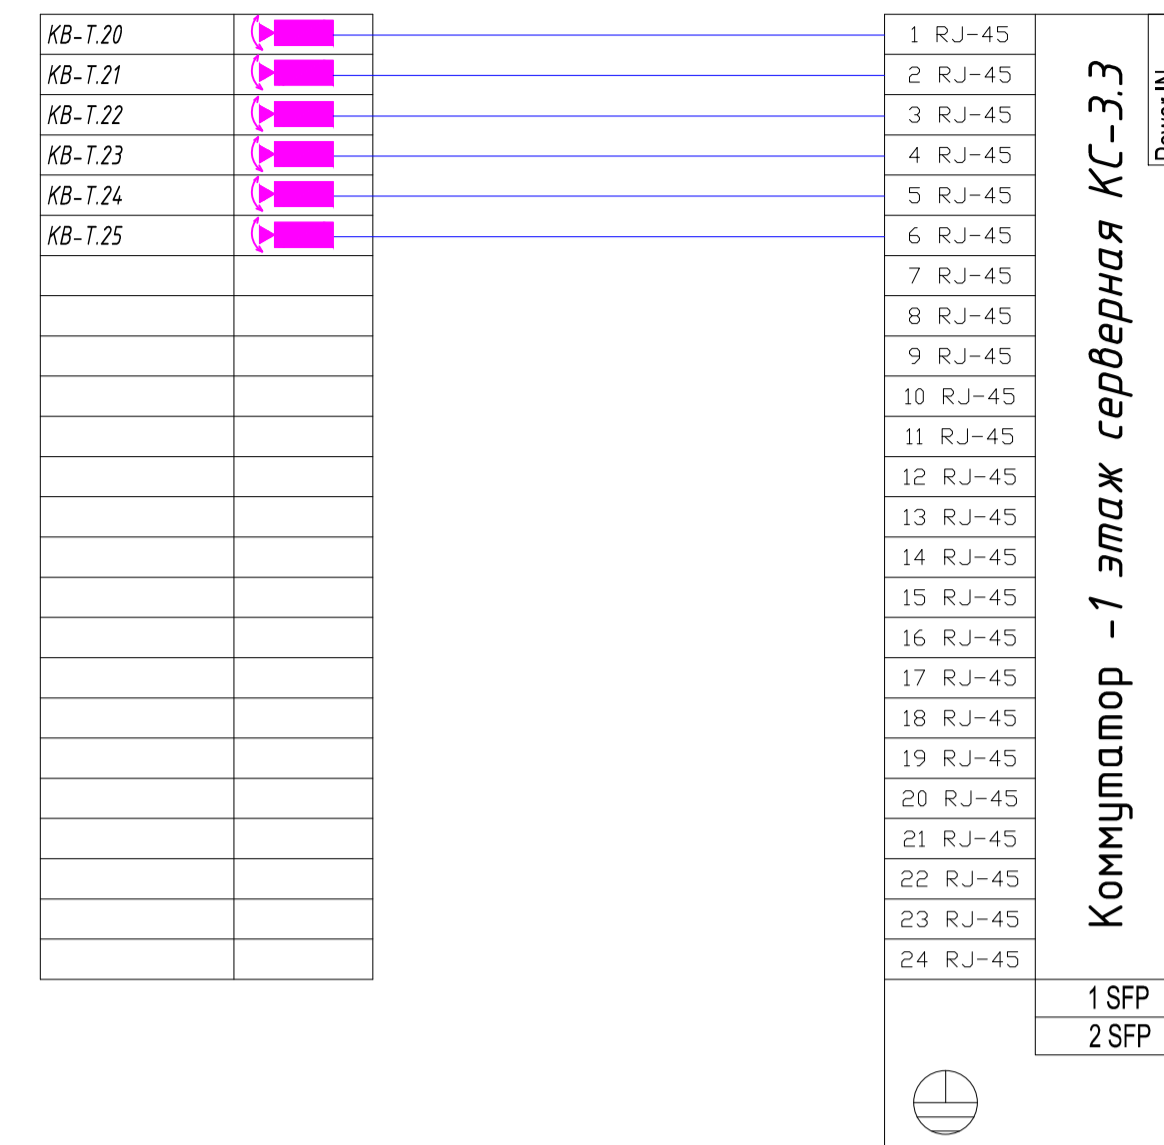 КВ-Т.20
КВ-Т.21
КВ-Т.22
КВ-Т.23
КВ-Т.24
КВ-Т.25
1 RJ-45
2 RJ-45
3 RJ-45
4 RJ-45
5 RJ-45
6 RJ-45
7 RJ-45
8 RJ-45
9 RJ-45
10 RJ-45
11 RJ-45
12 RJ-45
13 RJ-45
14 RJ-45
15 RJ-45
16 RJ-45
17 RJ-45
18 RJ-45
19 RJ-45
20 RJ-45
21 RJ-45
22 RJ-45
23 RJ-45
24 RJ-45
Коммутатор -1 этаж серверная КС-3.3
Power IN
1 SFP
2 SFP